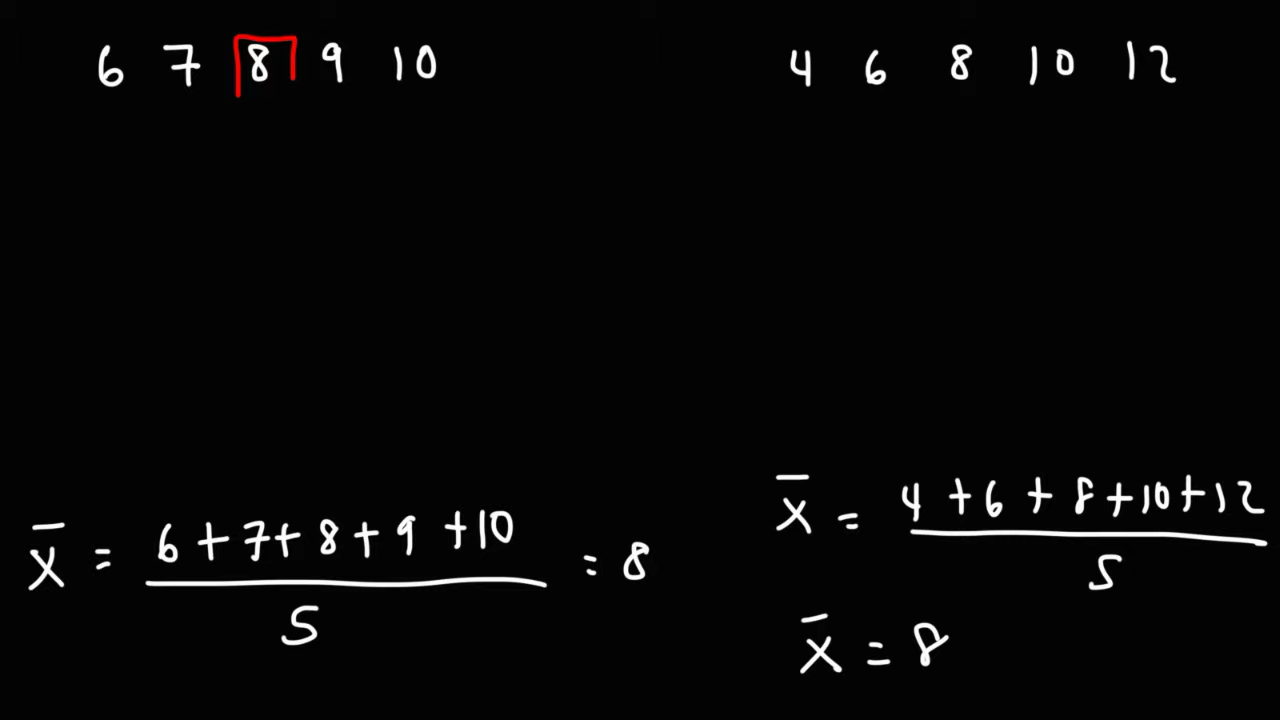 6 7 8 9 10
4 6 8 10 12
x̄ = 6 + 7 + 8 + 9 + 10 / 5 = 8
x̄ = 4 + 6 + 8 + 10 + 12 / 5
x̄ = 8